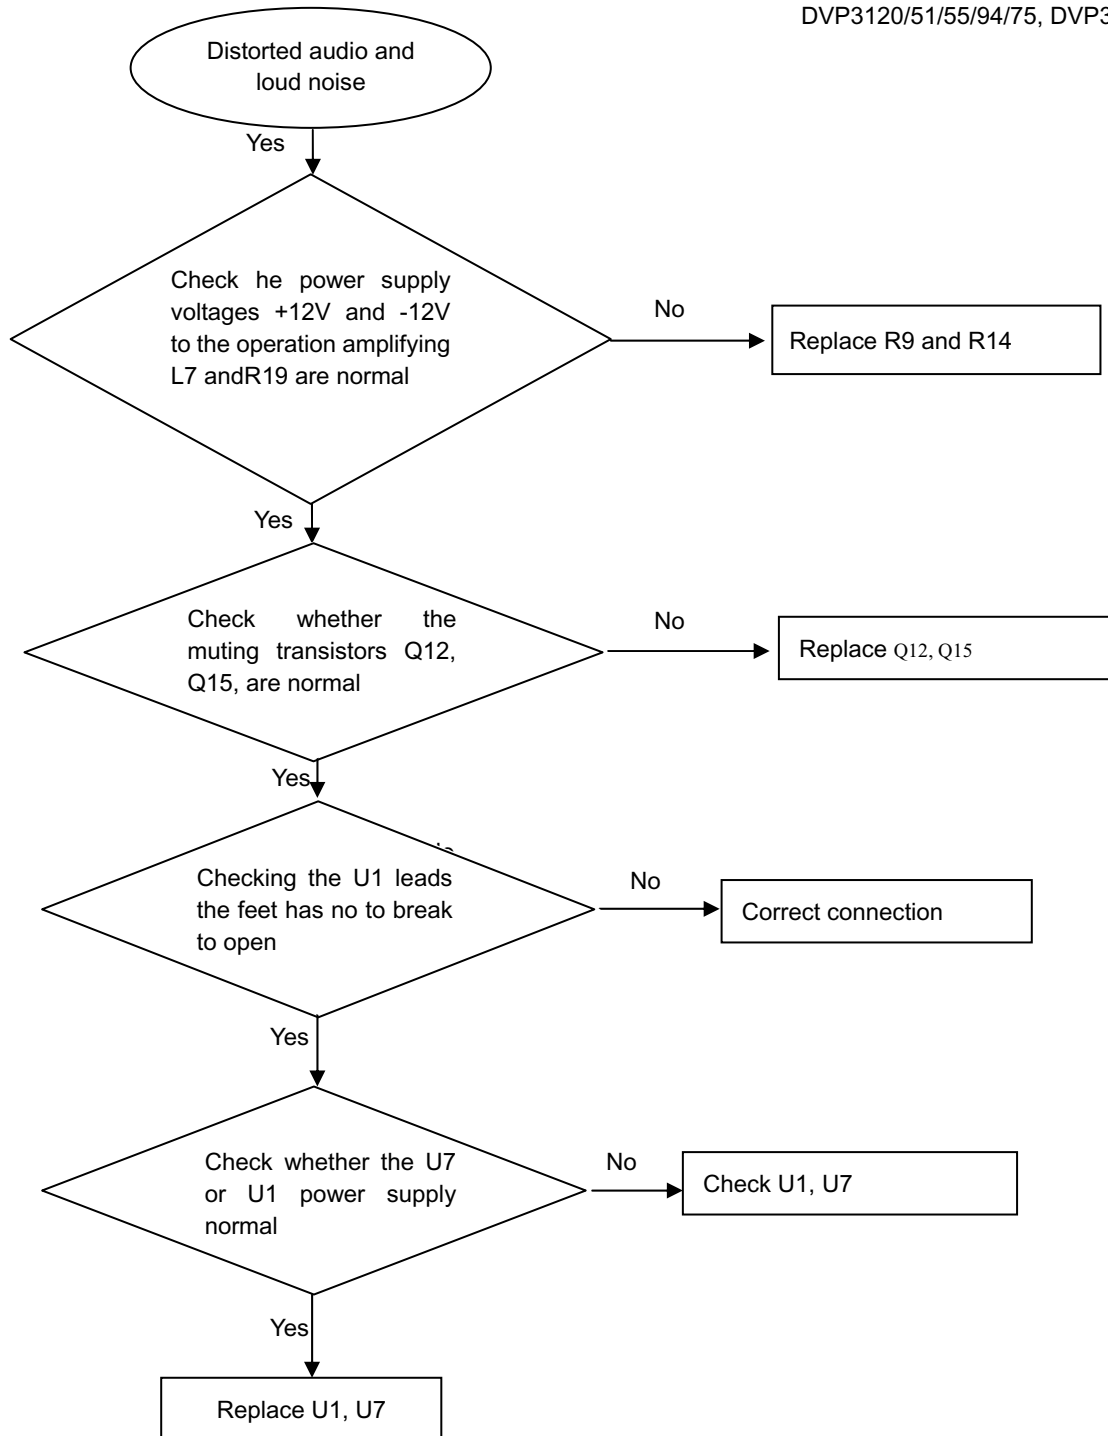 DVP3120/51/55/94/75, DVP3
Distorted audio and
loud noise
Yes
Check he power supply
voltages +12V and -12V
to the operation amplifying
L7 andR19 are normal
No
Replace R9 and R14
Yes
Check whether the
muting transistors Q12,
Q15, are normal
No
Replace Q12, Q15
Yes
Checking the U1 leads
the feet has no to break
to open
No
Correct connection
Yes
Check whether the U7
or U1 power supply
normal
No
Check U1, U7
Yes
Replace U1, U7